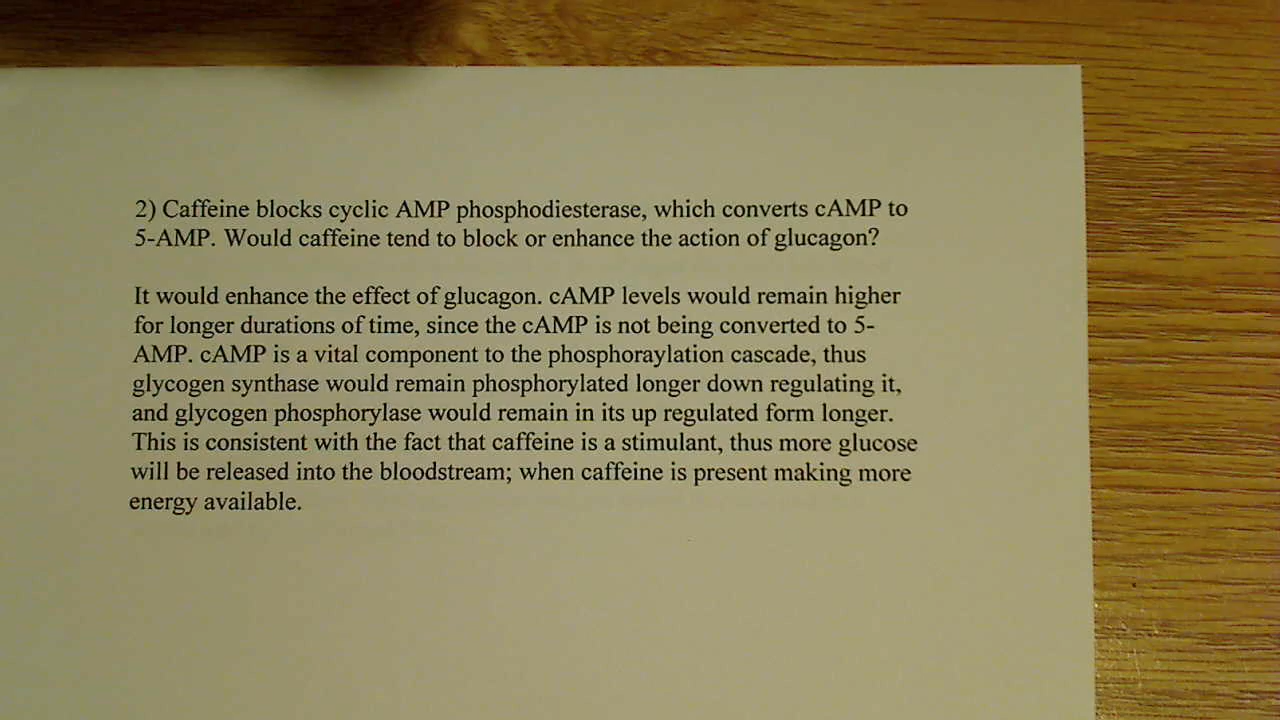 2) Caffeine blocks cyclic AMP phosphodiesterase, which converts cAMP to
5-AMP. Would caffeine tend to block or enhance the action of glucagon?
It would enhance the effect of glucagon. cAMP levels would remain higher
for longer durations of time, since the cAMP is not being converted to 5-
AMP. cAMP is a vital component to the phosphoraylation cascade, thus
glycogen synthase would remain phosphorylated longer down regulating it,
and glycogen phosphorylase would remain in its up regulated form longer.
This is consistent with the fact that caffeine is a stimulant, thus more glucose
will be released into the bloodstream; when caffeine is present making more
energy available.